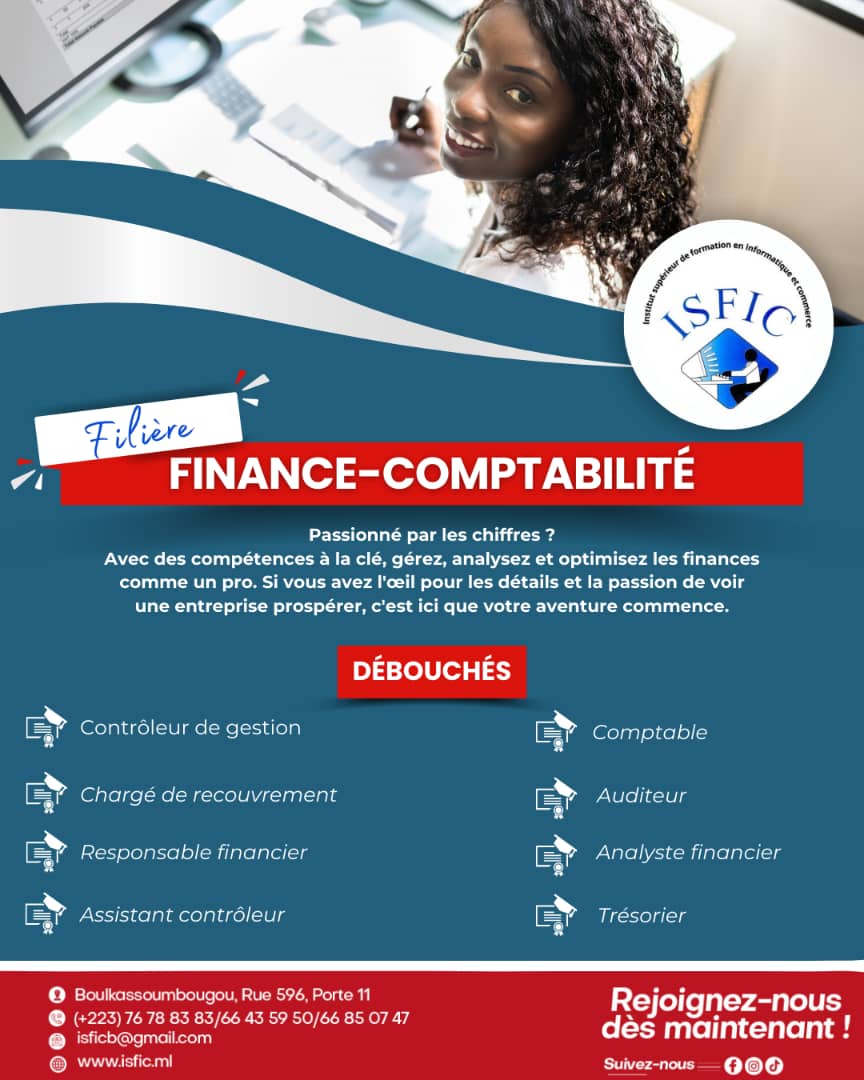 Institut supérieur de formation en informatique et commerce
ISFIC
Filière
FINANCE-COMPTABILITÉ
Passionné par les chiffres ?
Avec des compétences à la clé, gérez, analysez et optimisez les finances
comme un pro. Si vous avez l'œil pour les détails et la passion de voir
une entreprise prospérer, c'est ici que votre aventure commence.
DÉBOUCHÉS
Contrôleur de gestion
Chargé de recouvrement
Responsable financier
Assistant contrôleur
Comptable
Auditeur
Analyste financier
Trésorier
Boulkassoumbougou, Rue 596, Porte 11
(+223) 76 78 83 83/66 43 59 50/66 85 07 47
isficb@gmail.com
www.isfic.ml
Rejoignez-nous
dès maintenant !
Suivez-nous